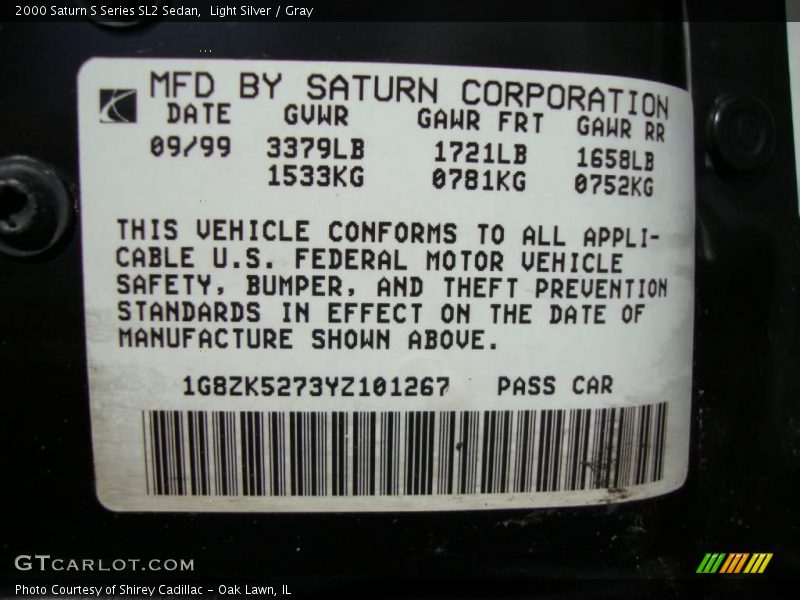 2000 Saturn S Series SL2 Sedan,  Light Silver / Gray
MFD BY SATURN CORPORATION
DATE GVWR GAWR FRT GAWR RR
09/99 3379LB 1721LB 1658LB
1533KG 0781KG 0752KG
THIS VEHICLE CONFORMS TO ALL APPLI-
CABLE U.S. FEDERAL MOTOR VEHICLE
SAFETY, BUMPER, AND THEFT PREVENTION
STANDARDS IN EFFECT ON THE DATE OF
MANUFACTURE SHOWN ABOVE.
1G8ZK5273YZ101267 PASS CAR
GTCARLOT.COM
Photo Courtesy of Shirey Cadillac - Oak Lawn, IL